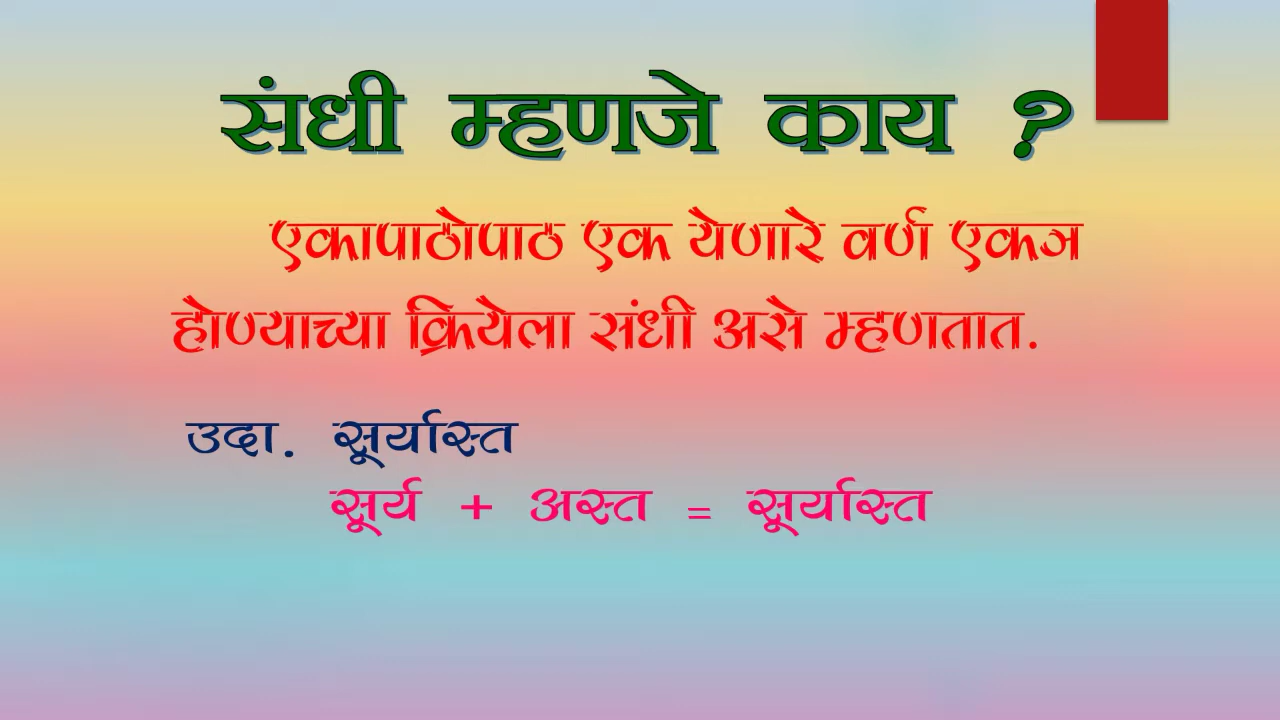 संधी म्हणजे काय ?
एकापाठोपाठ एक येणारे वर्ण एकत्र
होण्याच्या क्रियेला संधी असे म्हणतात.
उदा. सूर्यास्त
सूर्य + अस्त = सूर्यास्त